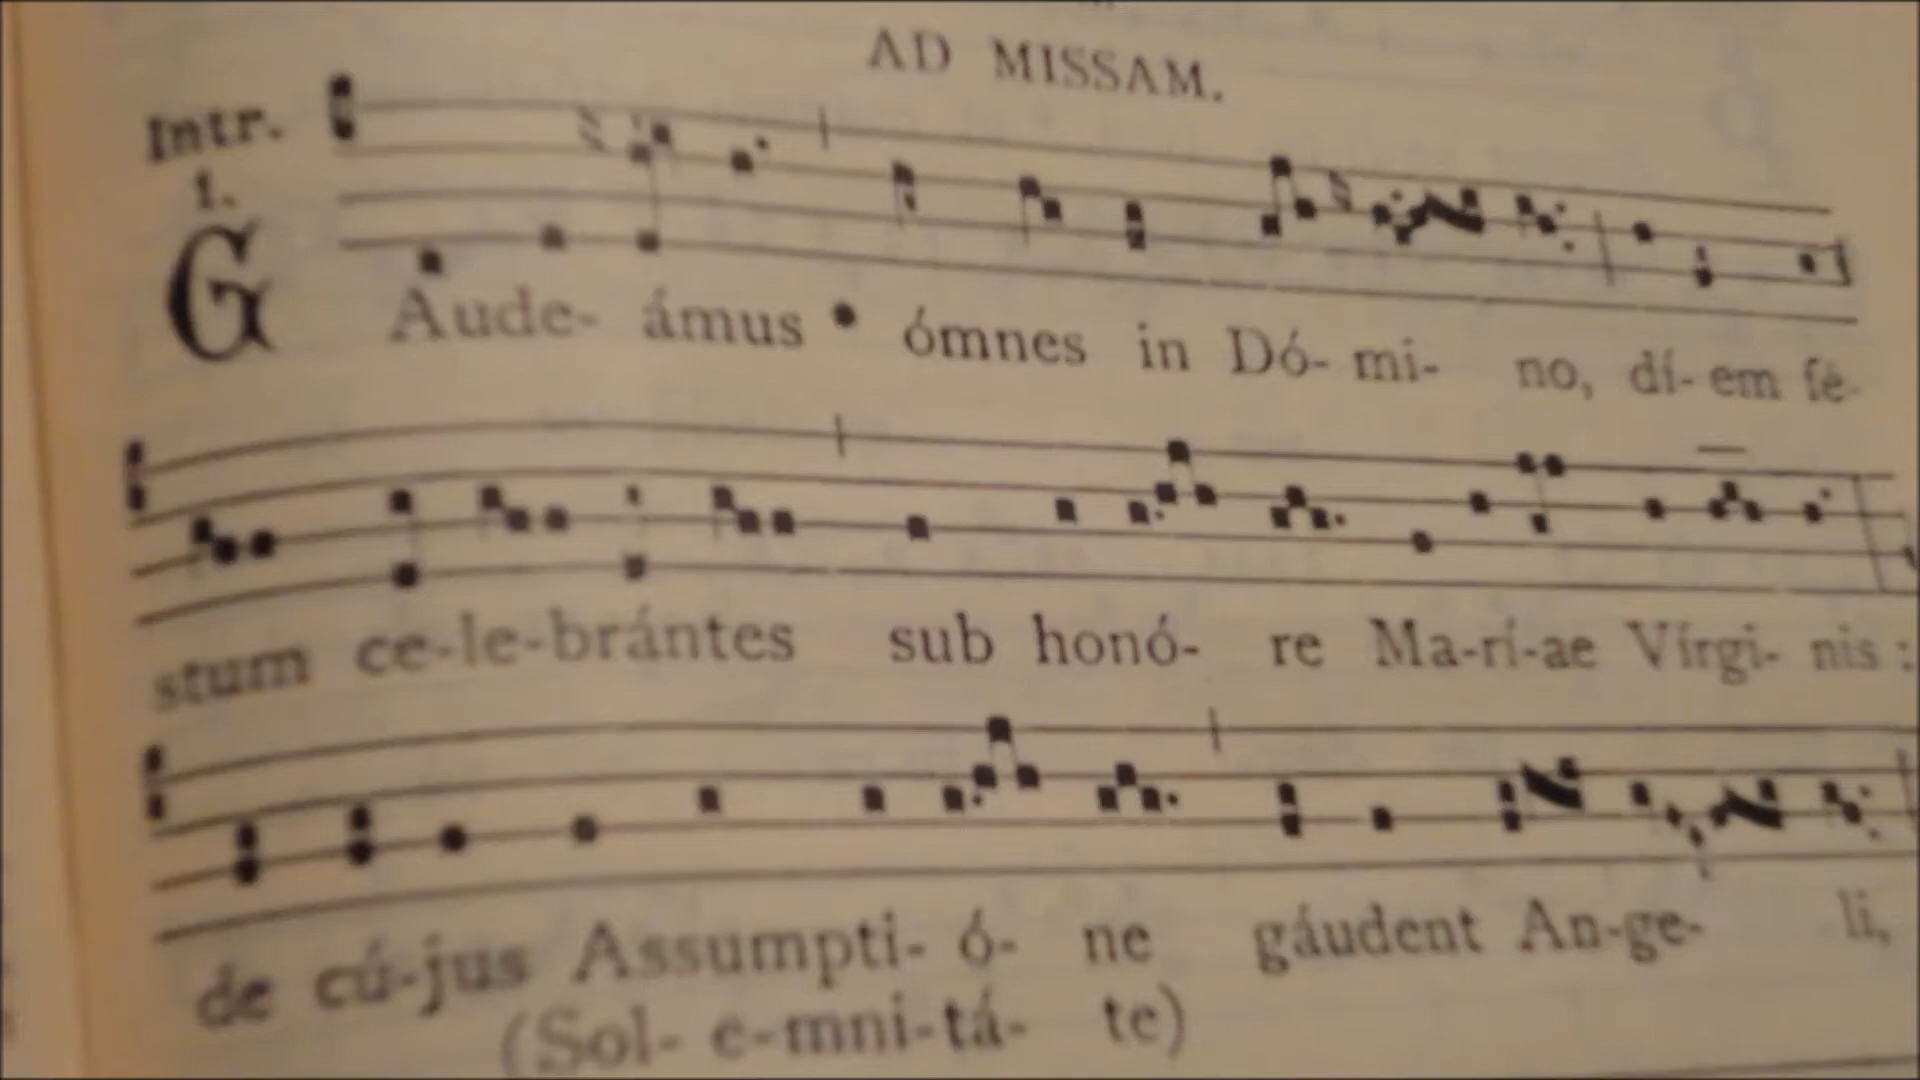 AD MISSAM.
Intr.
1.
GAude- ámus * ómnes in Dó- mi- no, dí- em fé-
stum ce-le-brántes sub honó- re Ma-rí-ae Vírgi- nis :
de cú-jus Assumpti- ó- ne gáudent An-ge- li,
(Sol- e-mni-tá- te)